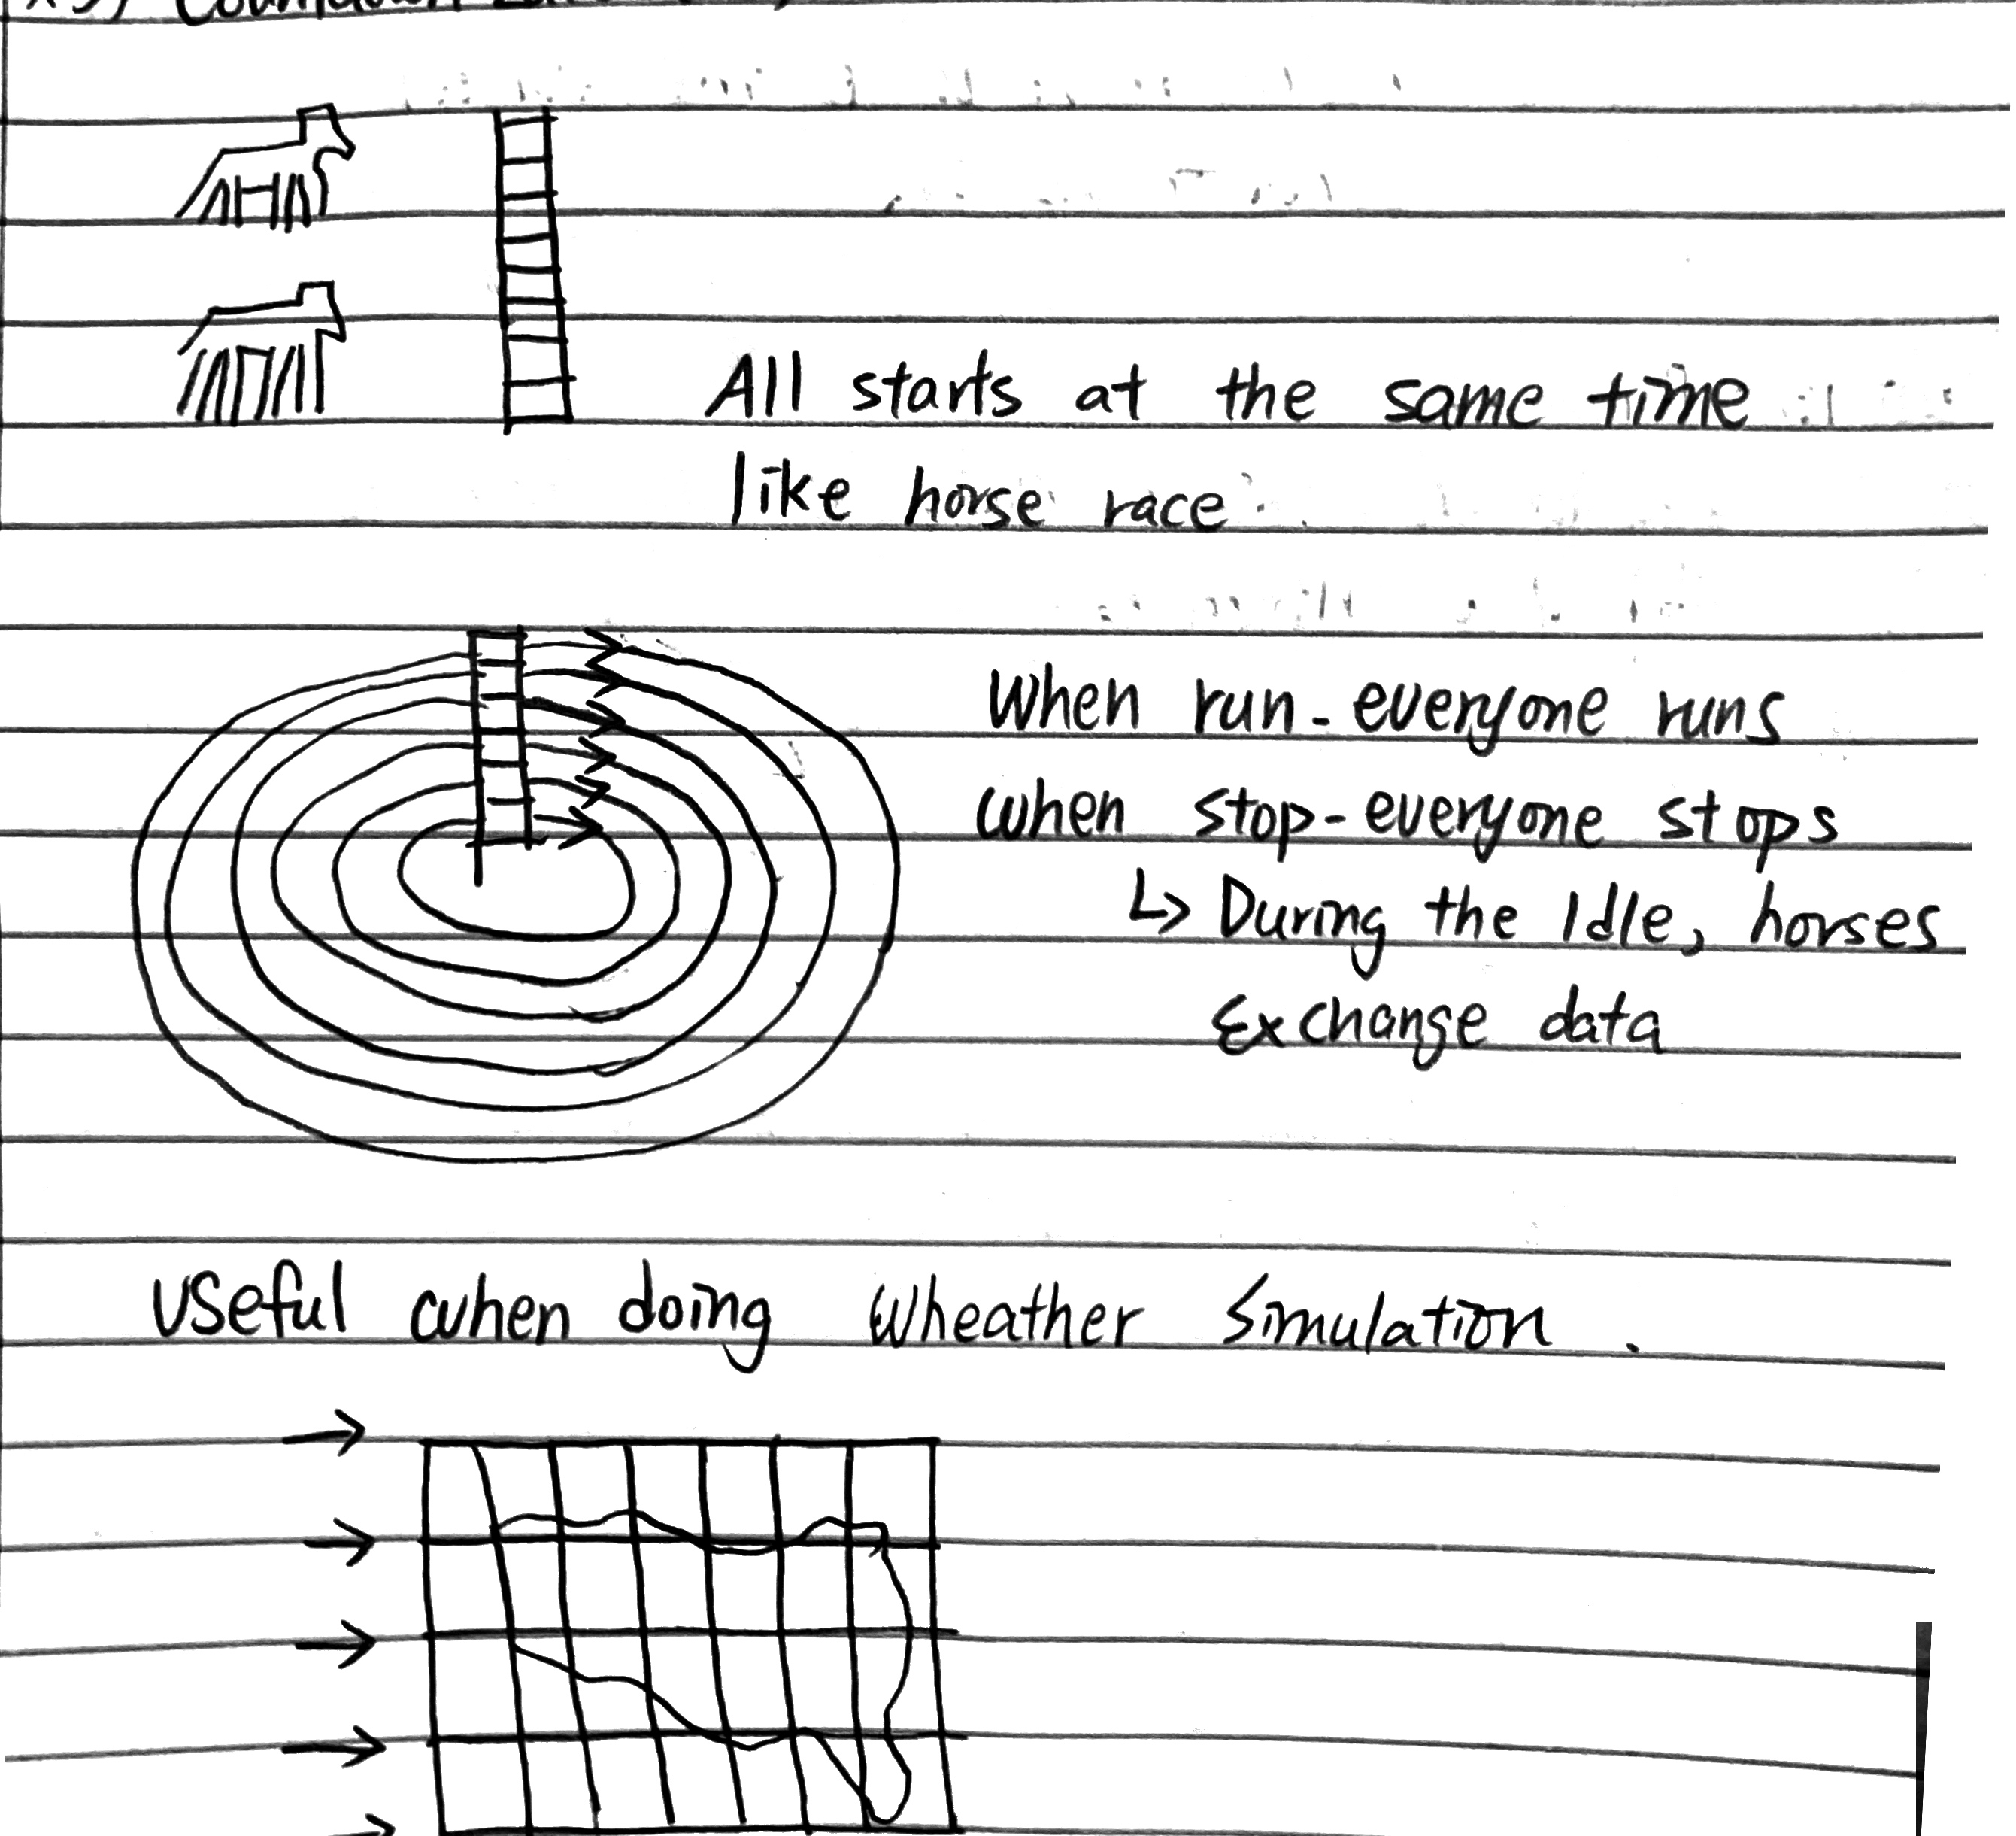 Countdown
All starts at the same time
like horse race
When run - everyone runs
when stop - everyone stops
↳ During the Idle, horses
Exchange data
Useful when doing wheather simulation.